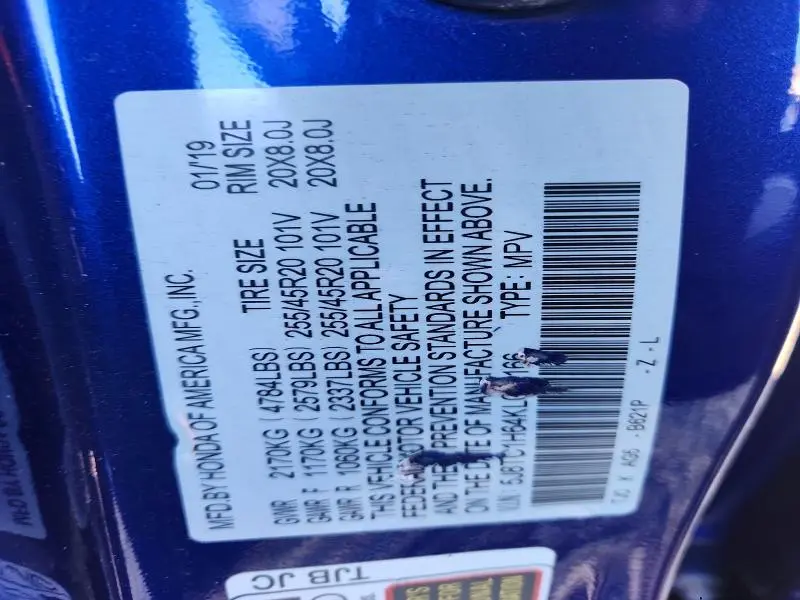 MFD. BY HONDA OF AMERICA MFG., INC. 01/'19
GVWR 2170KG ( 4784LBS) TIRE SIZE RIM SIZE
GAWR F 1170KG ( 2579LBS) 255/45R20 101V 20X8.0J
GAWR R 1060KG ( 2337LBS) 255/45R20 101V 20X8.0J
THIS VEHICLE CONFORMS TO ALL APPLICABLE
MOTOR VEHICLE SAFETY
AND PREVENTION STANDARDS IN EFFECT
ON THE DATE OF MANUFACTURE SHOWN ABOVE.
TYPE: MPV
AG6 -B621P -Z -L
TJB JC